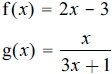 f(x) = 2x − 3
g(x) = x / (3x + 1)